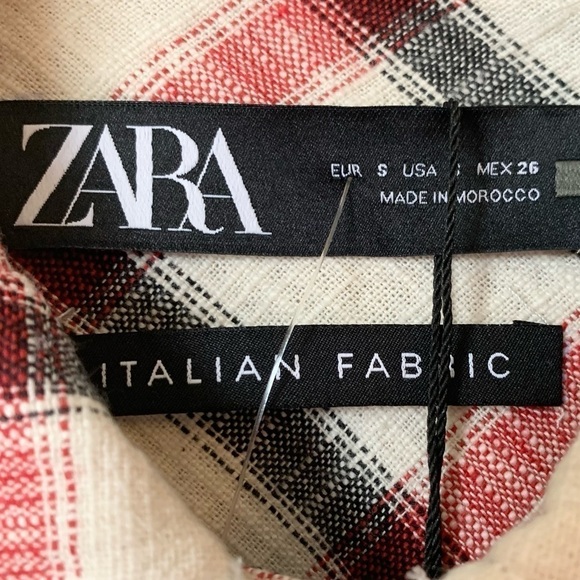 ZARA
EUR S USA MEX 26
MADE IN MOROCCO
ITALIAN FABRIC